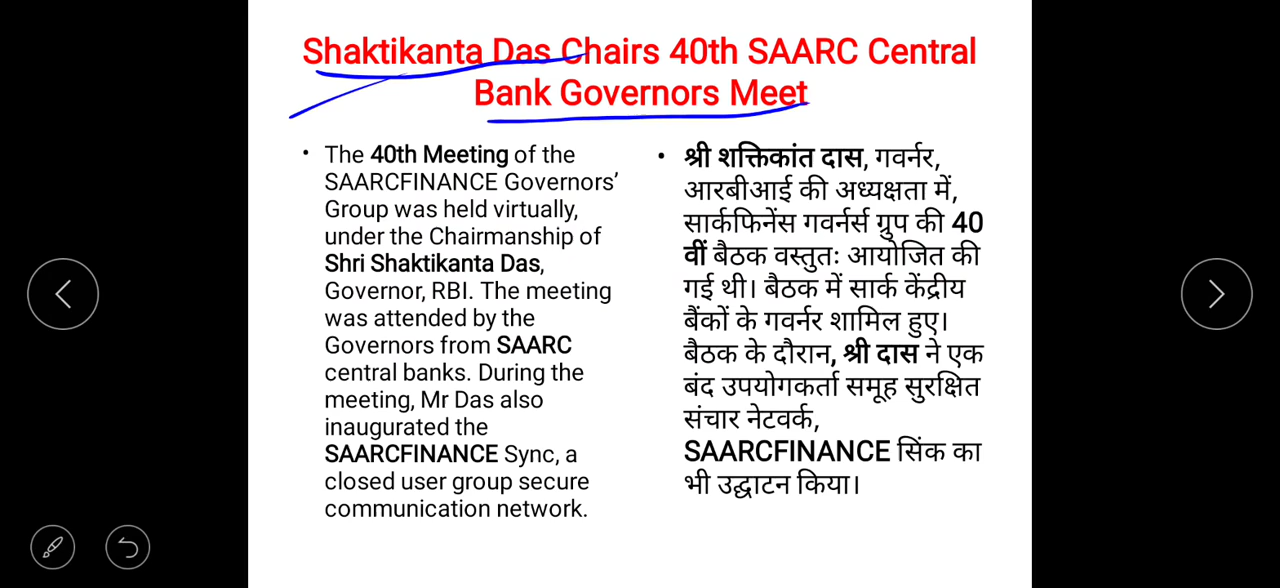 Shaktikanta Das Chairs 40th SAARC Central
Bank Governors Meet
• The 40th Meeting of the
SAARCFINANCE Governors’
Group was held virtually,
under the Chairmanship of
Shri Shaktikanta Das,
Governor, RBI. The meeting
was attended by the
Governors from SAARC
central banks. During the
meeting, Mr Das also
inaugurated the
SAARCFINANCE Sync, a
closed user group secure
communication network.
• श्री शक्तिकांत दास, गवर्नर,
आरबीआई की अध्यक्षता में,
सार्कफिनेंस गवर्नर्स ग्रुप की 40
वीं बैठक वस्तुतः आयोजित की
गई थी। बैठक में सार्क केंद्रीय
बैंकों के गवर्नर शामिल हुए।
बैठक के दौरान, श्री दास ने एक
बंद उपयोगकर्ता समूह सुरक्षित
संचार नेटवर्क,
SAARCFINANCE सिंक का
भी उद्घाटन किया।